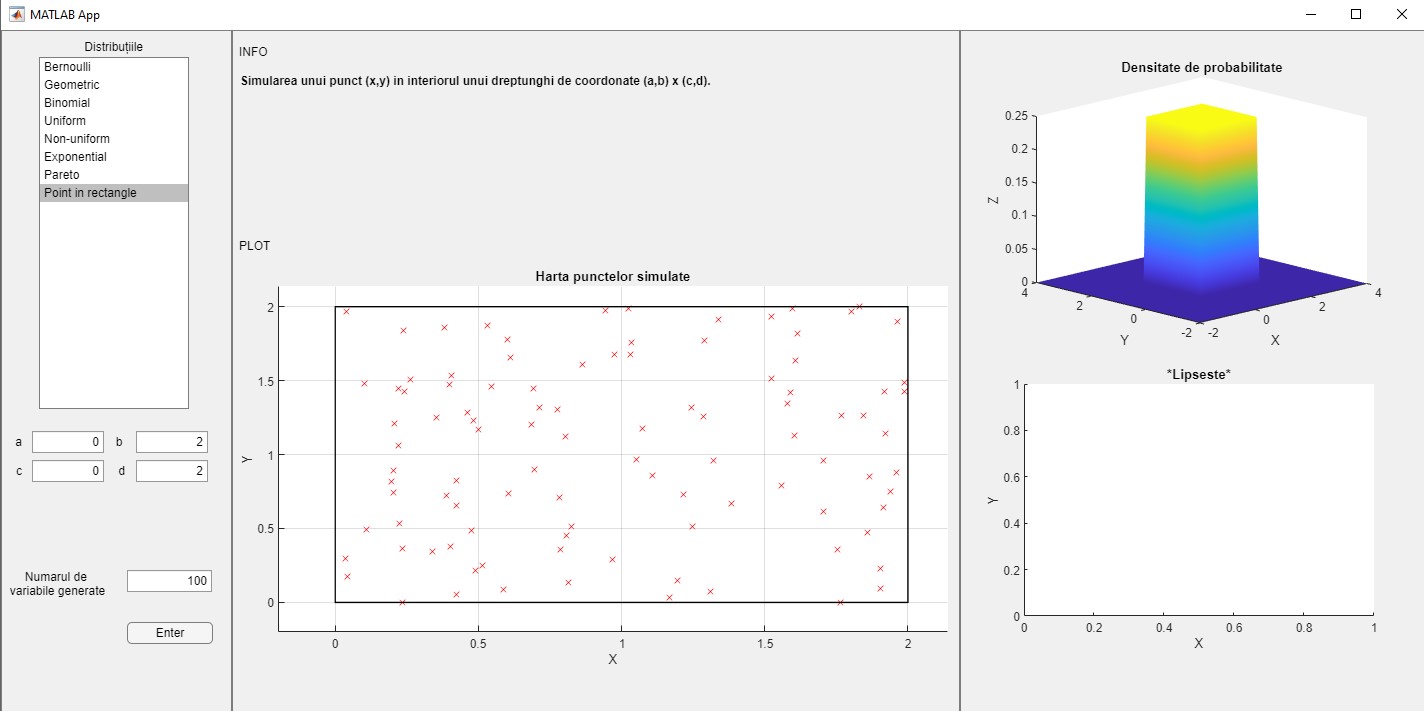 MATLAB App
Distribuțiile
Bernoulli
Geometric
Binomial
Uniform
Non-uniform
Exponential
Pareto
Point in rectangle
a 0 b 2
c 0 d 2
Numarul de
variabile generate
100
Enter
INFO
Simularea unui punct (x,y) in interiorul unui dreptunghi de coordonate (a,b) x (c,d).
PLOT
Harta punctelor simulate
2
1.5
1
0.5
0
Y
0 0.5 1 1.5 2
X
Densitate de probabilitate
0.25
0.2
0.15
0.1
0.05
0
Z
4 2 0 -2
Y
-2 0 2 4
X
*Lipseste*
1
0.8
0.6
0.4
0.2
0
Y
0 0.2 0.4 0.6 0.8 1
X